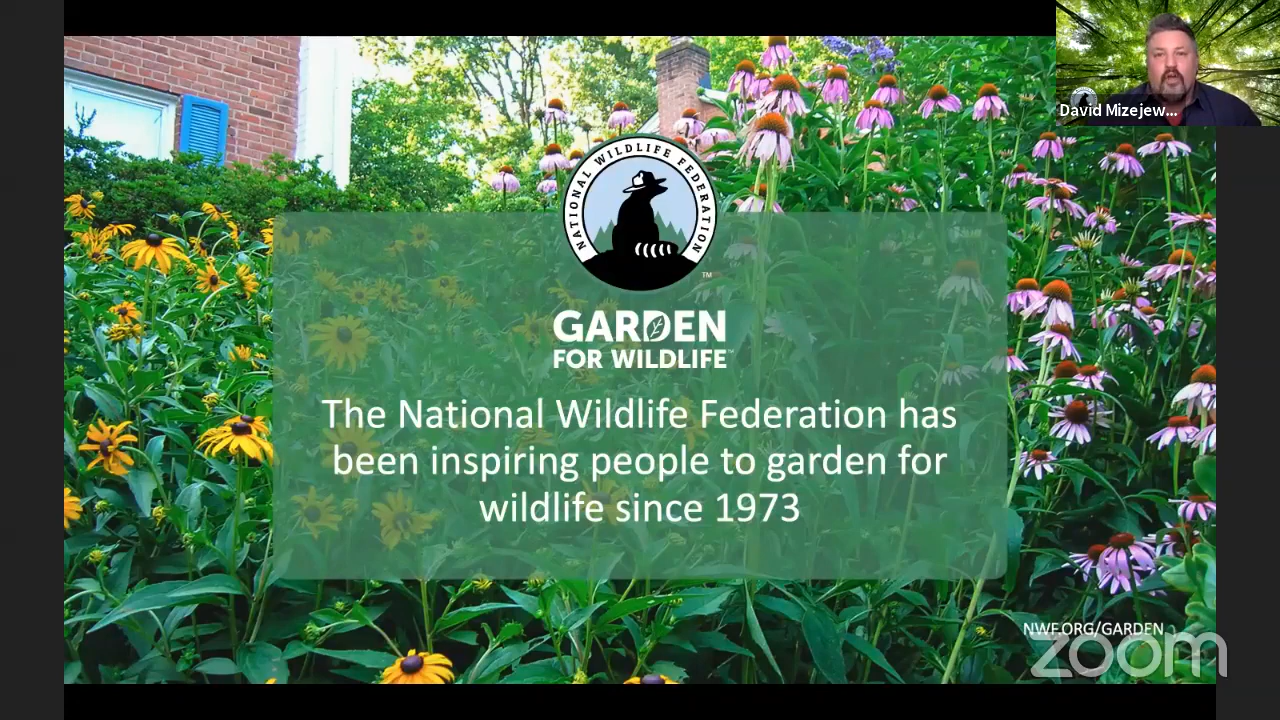 David Mizejew...
NATIONAL WILDLIFE FEDERATION
TM
GARDEN
FOR WILDLIFE
The National Wildlife Federation has
been inspiring people to garden for
wildlife since 1973
NWF.ORG/GARDEN
zoom